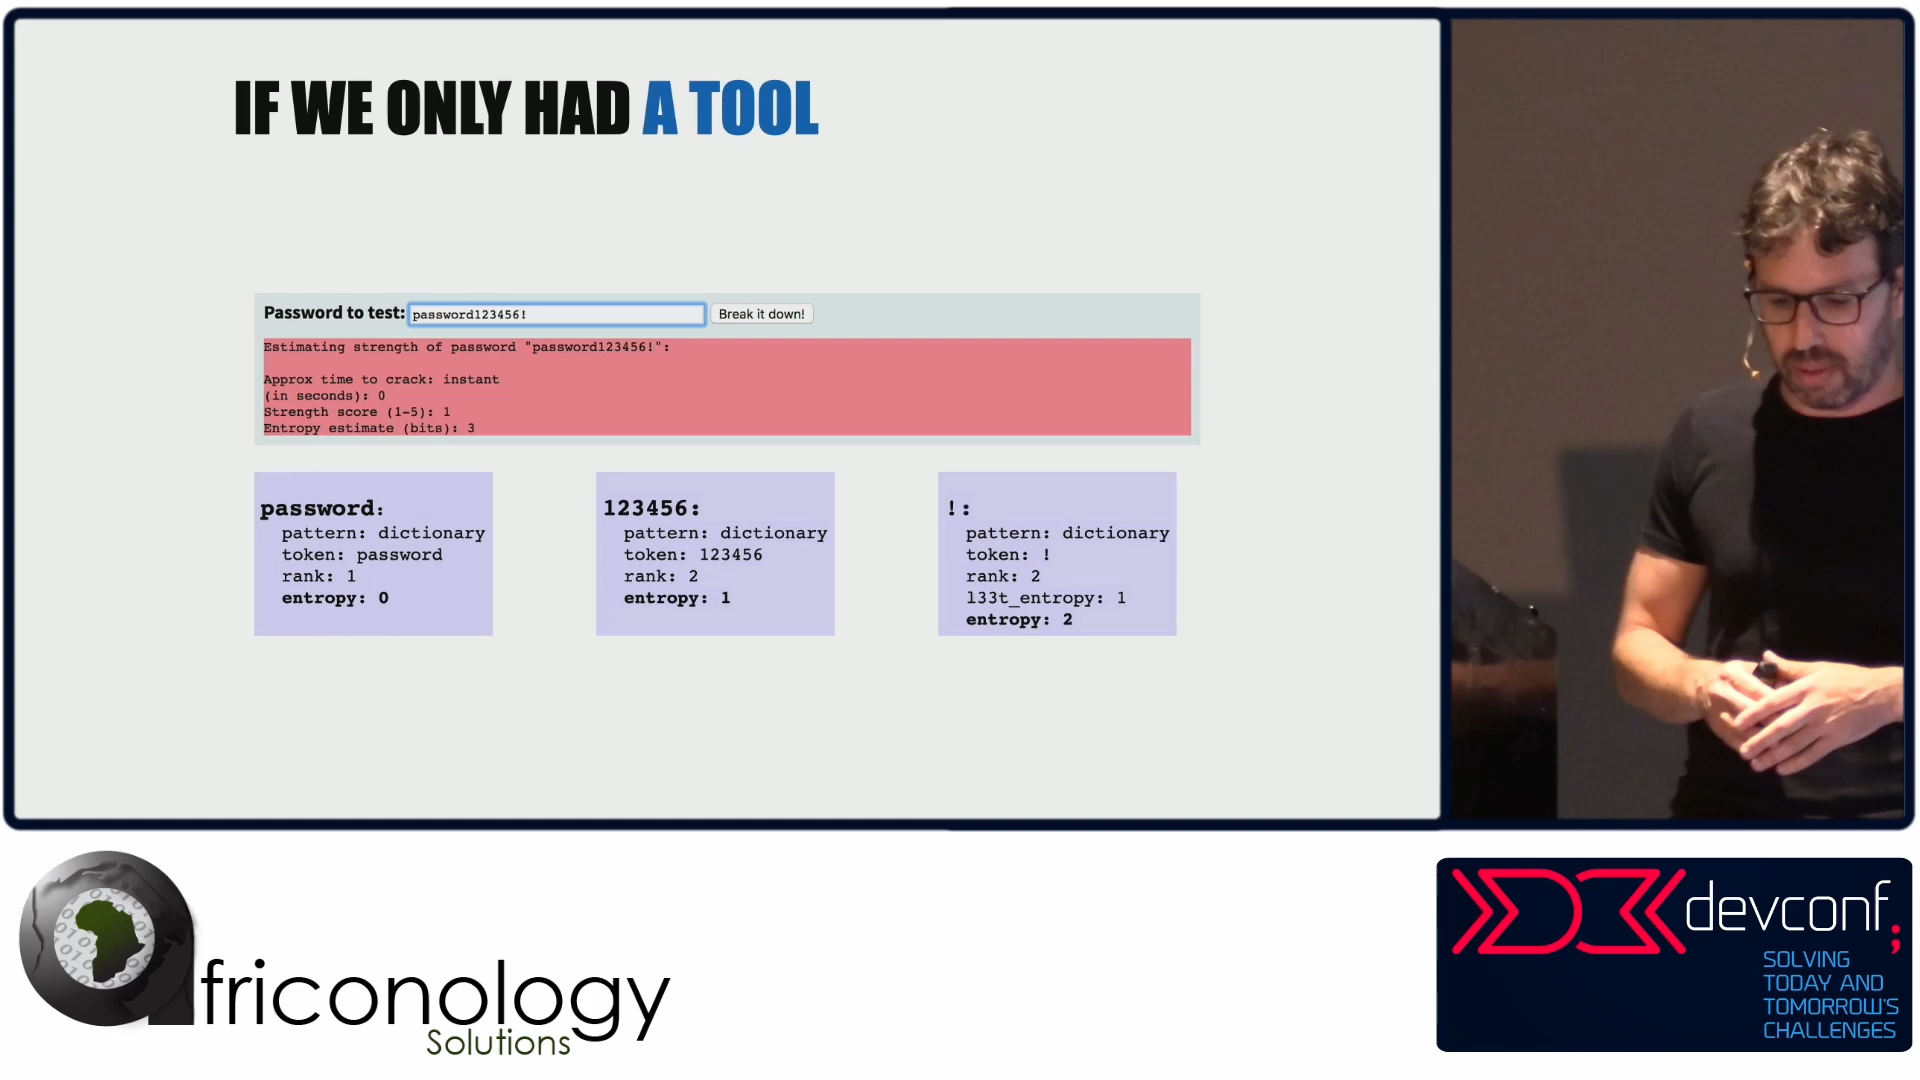 IF WE ONLY HAD A TOOL
Password to test: password123456! Break it down!
Estimating strength of password "password123456!":
Approx time to crack: instant
(in seconds): 0
Strength score (1-5): 1
Entropy estimate (bits): 3
password:
pattern: dictionary
token: password
rank: 1
entropy: 0
123456:
pattern: dictionary
token: 123456
rank: 2
entropy: 1
!:
pattern: dictionary
token: !
rank: 2
l33t_entropy: 1
entropy: 2
africonology
Solutions
devconf;
SOLVING
TODAY AND
TOMORROW'S
CHALLENGES